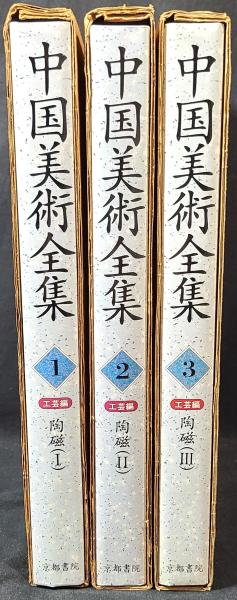 中国美術全集
1
工芸編
陶磁(I)
京都書院
中国美術全集
2
工芸編
陶磁(II)
京都書院
中国美術全集
3
工芸編
陶磁(III)
京都書院